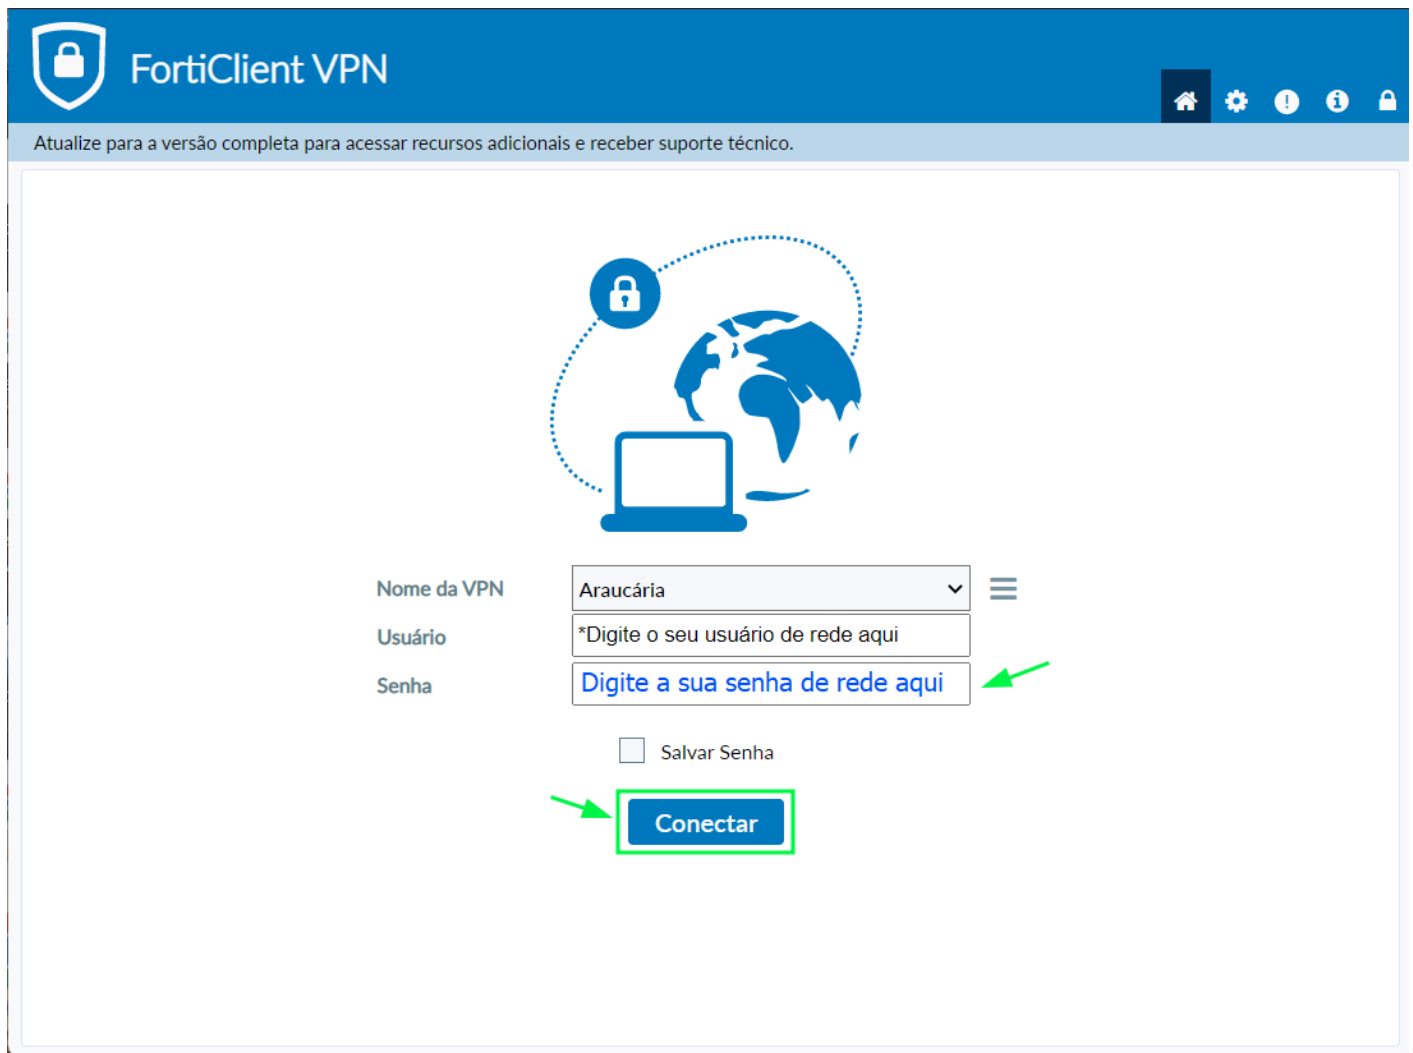 FortiClient VPN
Atualize para a versão completa para acessar recursos adicionais e receber suporte técnico.
Nome da VPN
Araucária
Usuário
*Digite o seu usuário de rede aqui
Senha
Digite a sua senha de rede aqui
Salvar Senha
Conectar